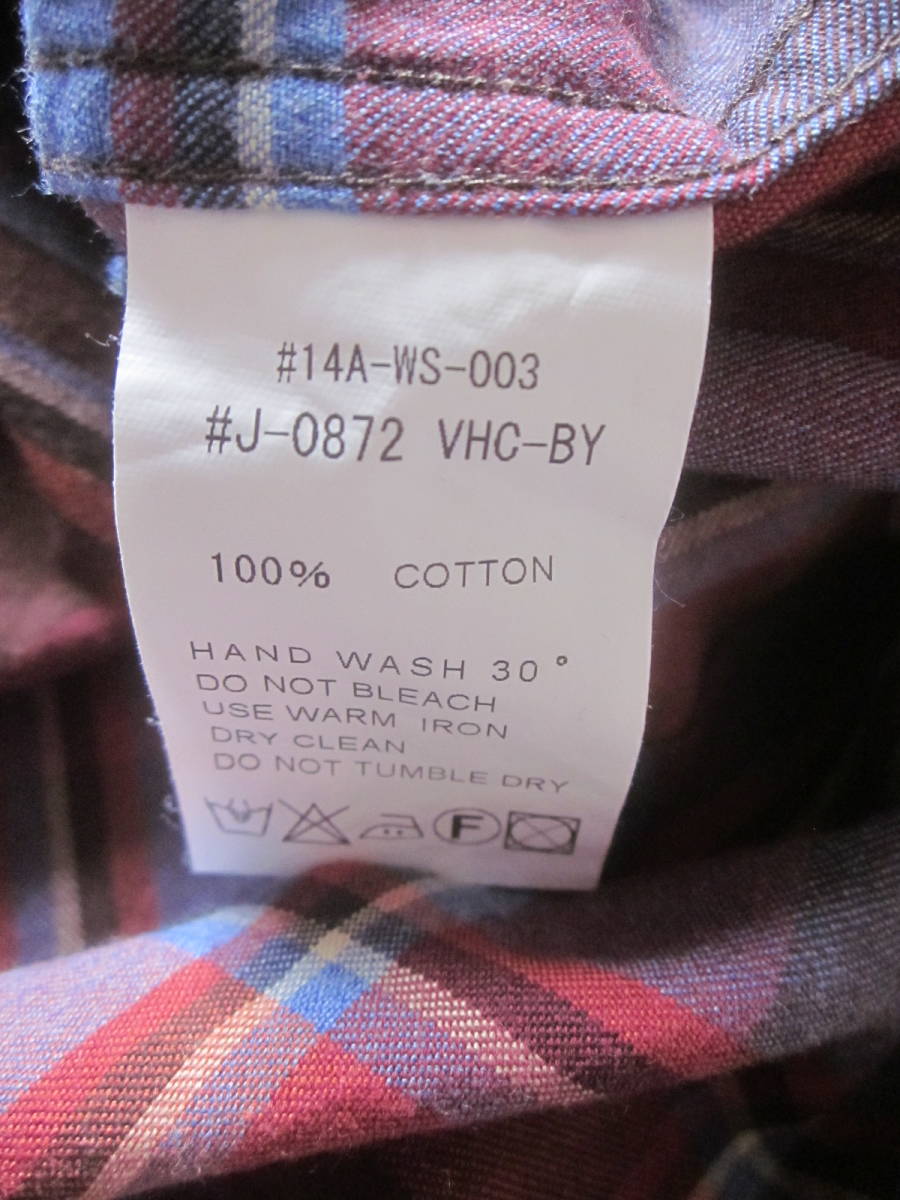 #14A-WS-003
#J-0872 VHC-BY
100% COTTON
HAND WASH 30°
DO NOT BLEACH
USE WARM IRON
DRY CLEAN
DO NOT TUMBLE DRY
F